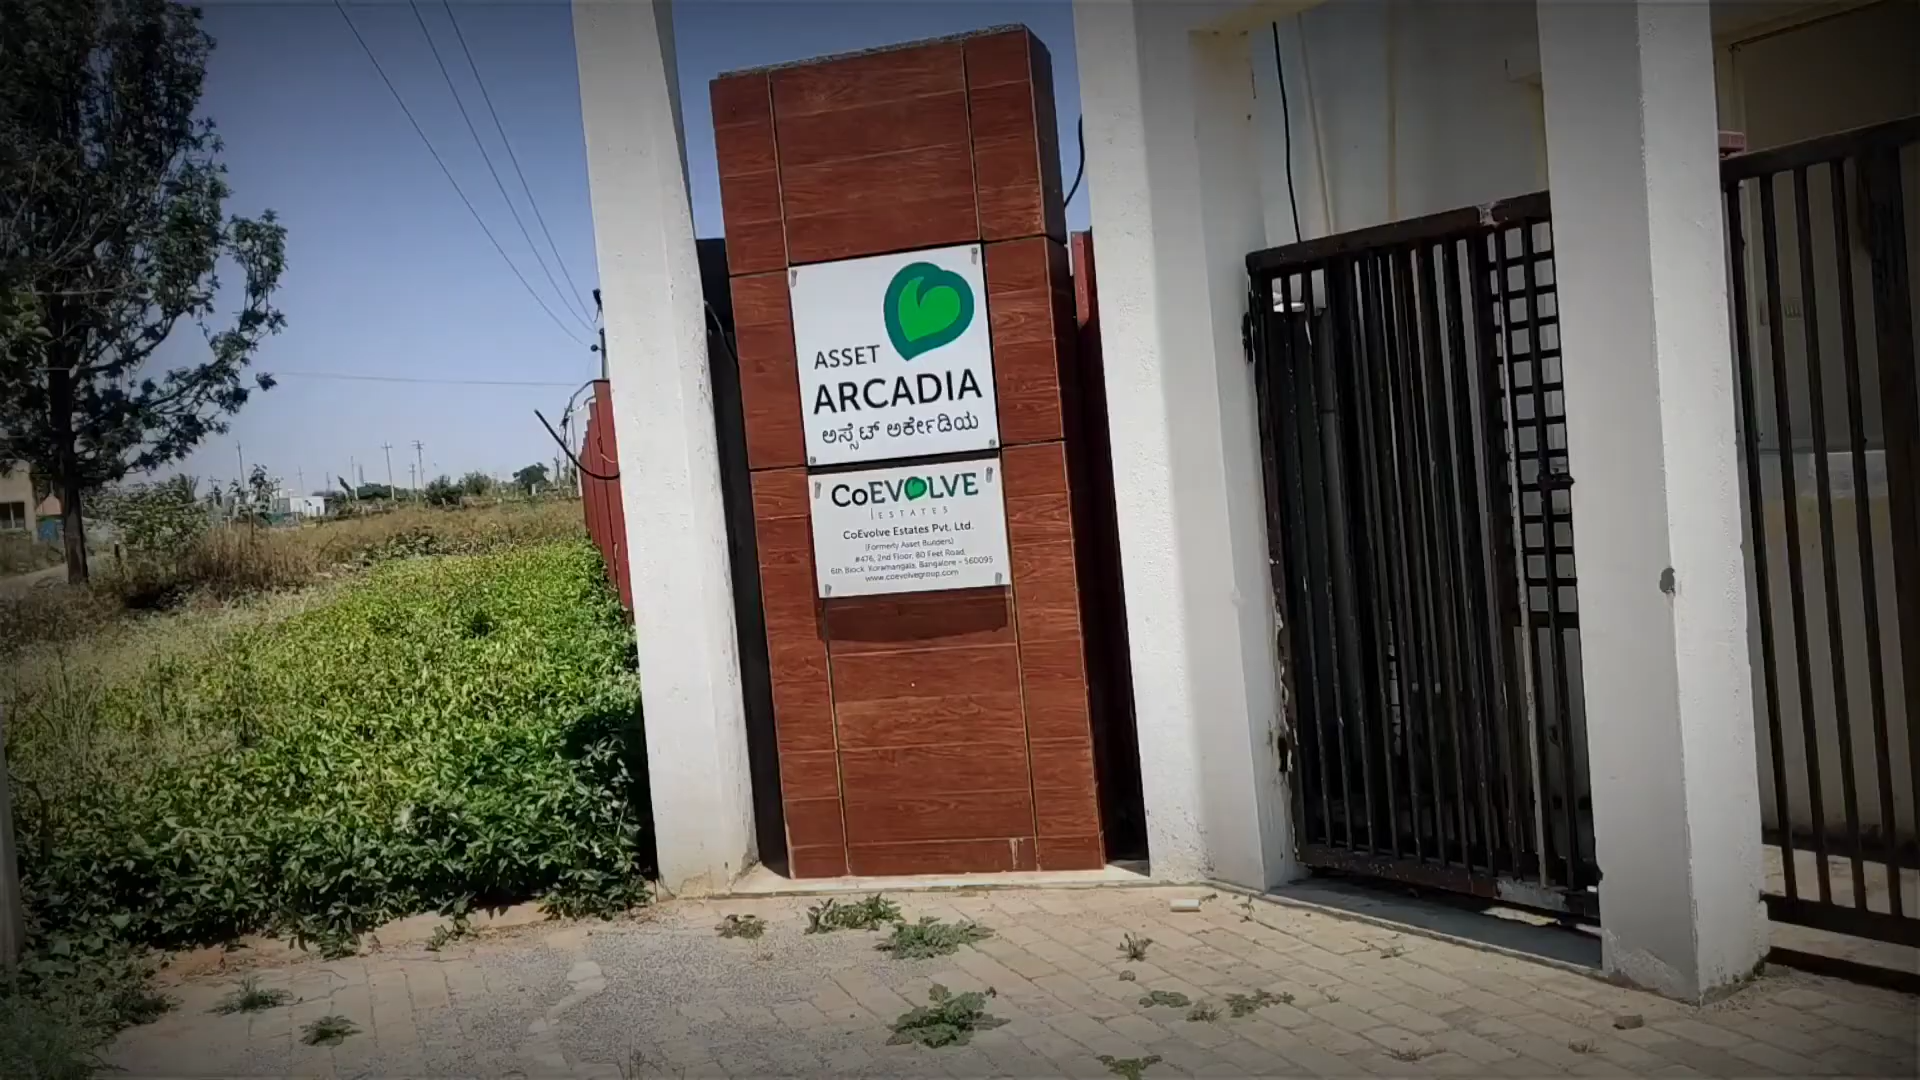 ASSET
ARCADIA
ಅಸ್ಸೆಟ್ ಅರ್ಕೇಡಿಯ
CoEVOLVE
ESTATES
CoEvolve Estates Pvt. Ltd.
(Formerly Asset Builders)
#476, 2nd Floor, 80 Feet Road,
6th Block, Koramangala, Bangalore - 560095
www.coevolvegroup.com